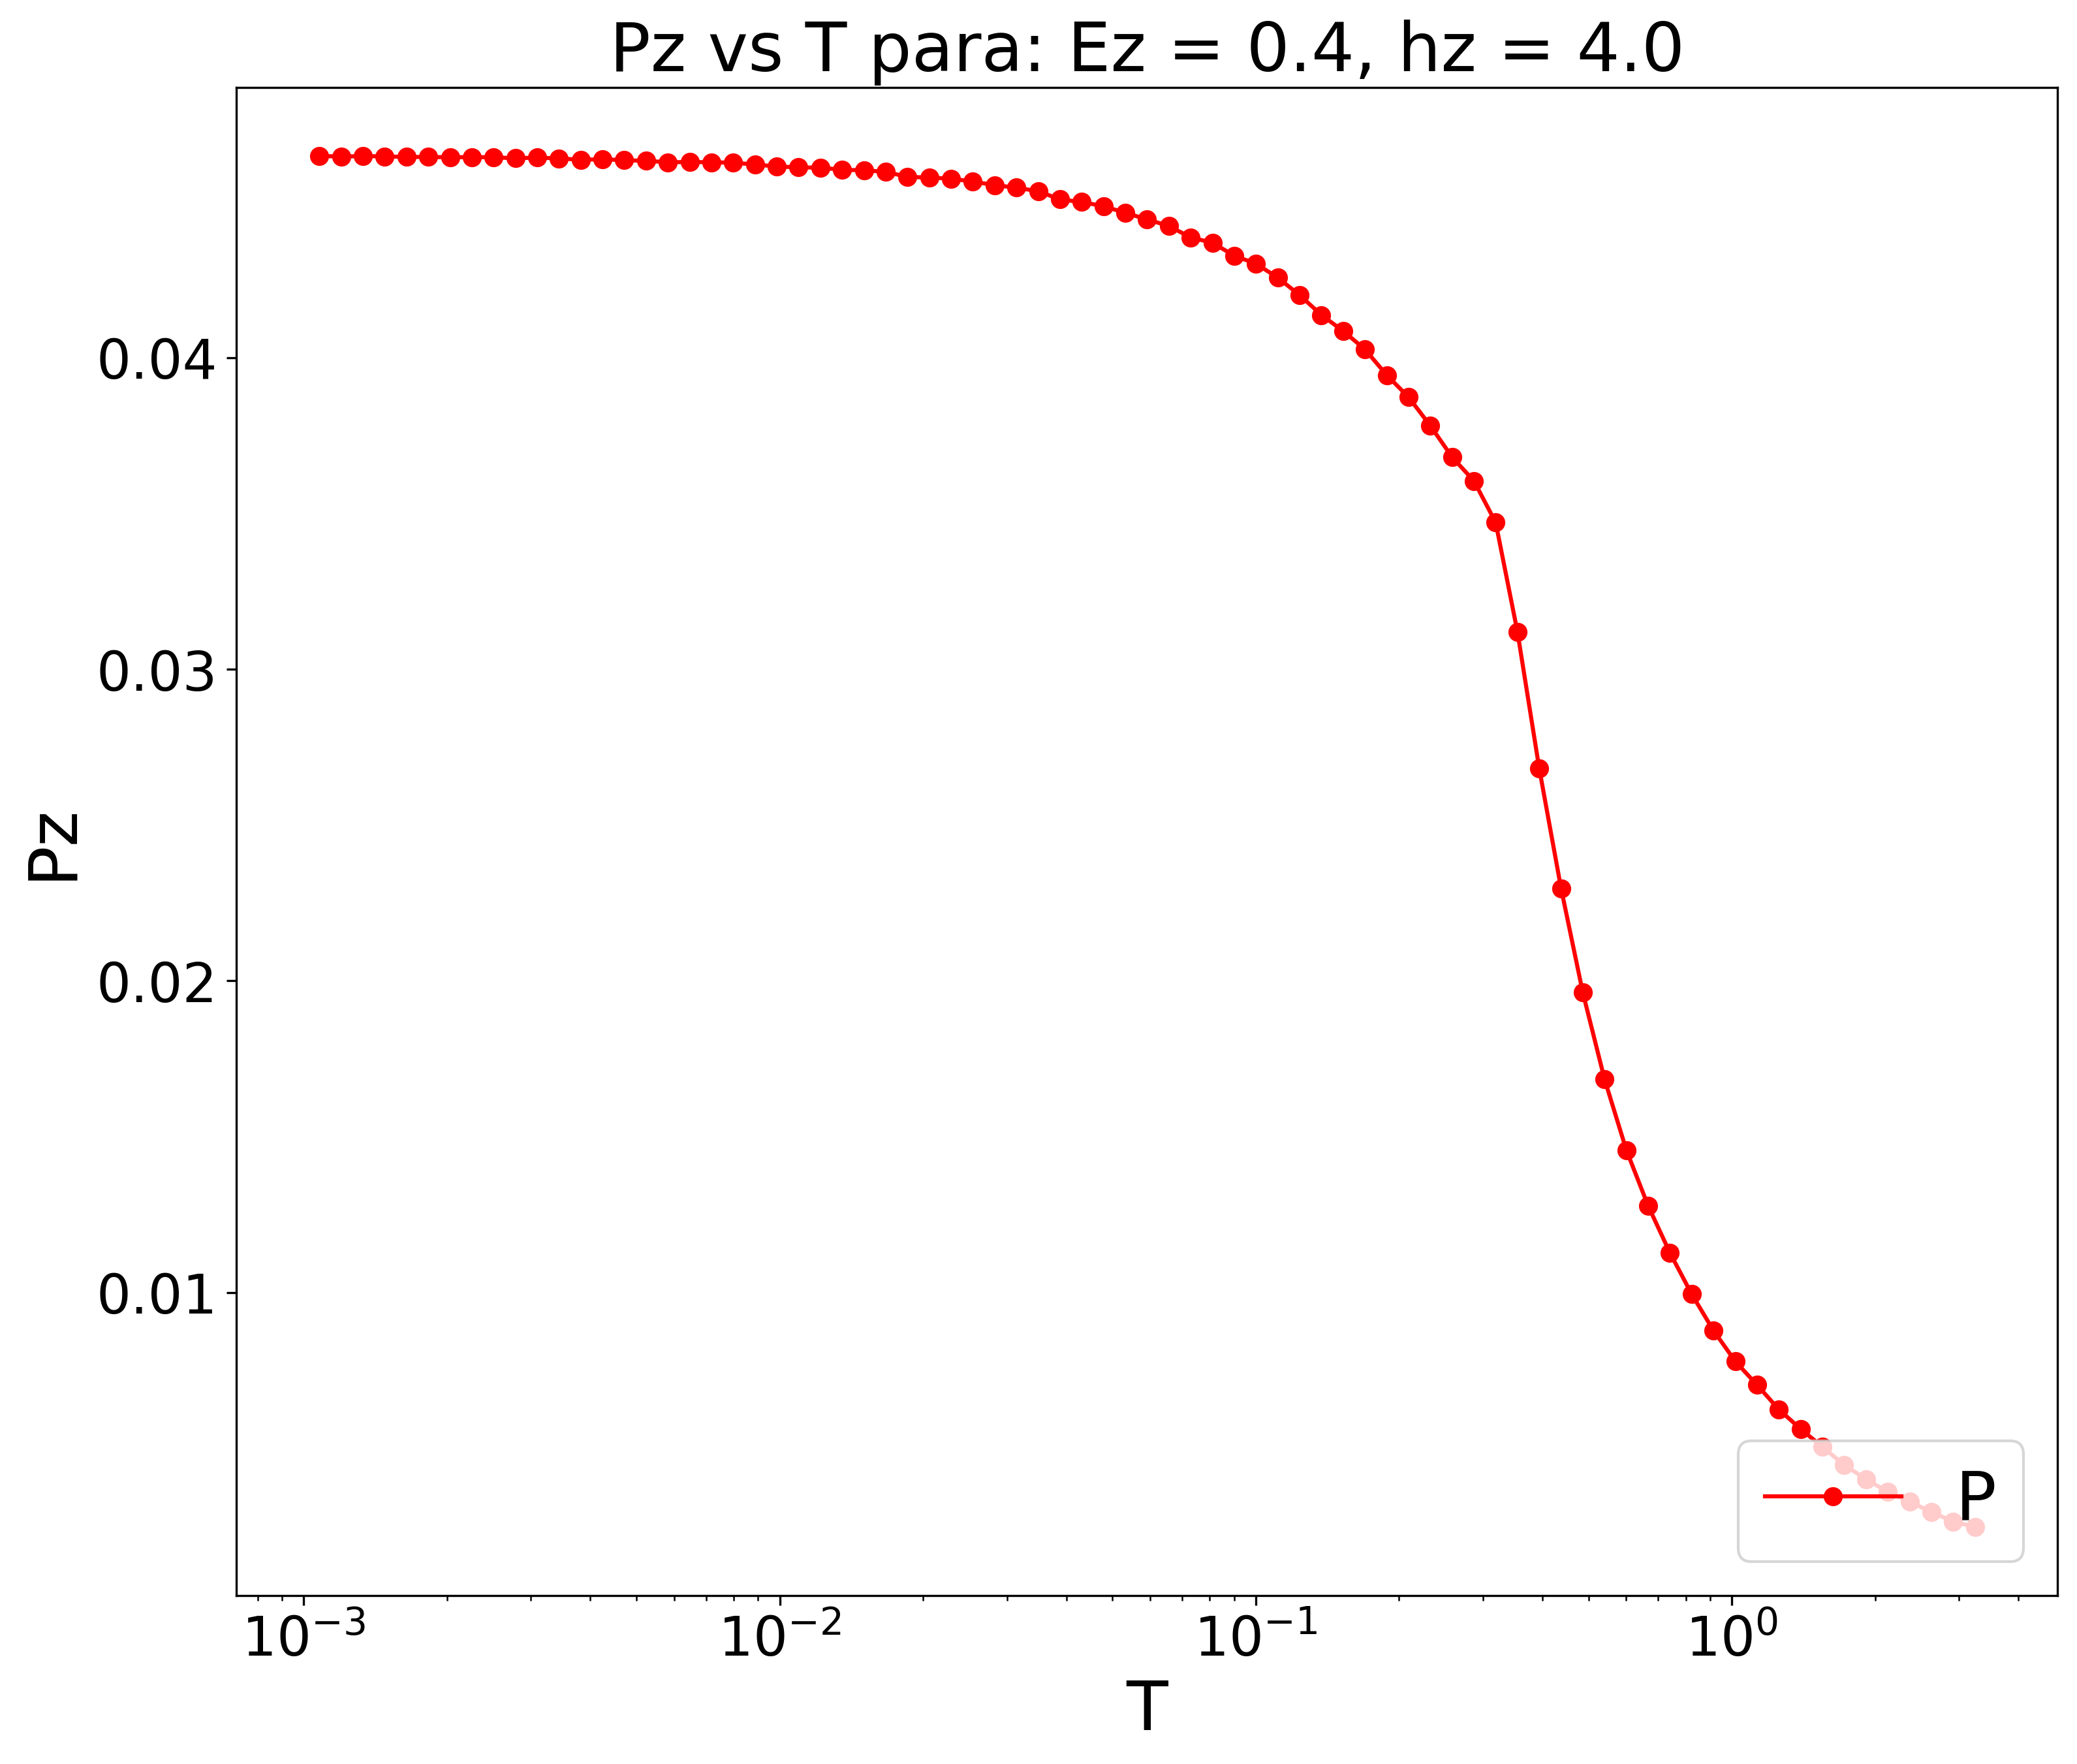 Pz vs T para: Ez = 0.4, hz = 4.0
Pz
0.04
0.03
0.02
0.01
P
10⁻³ 10⁻² 10⁻¹ 10⁰
T